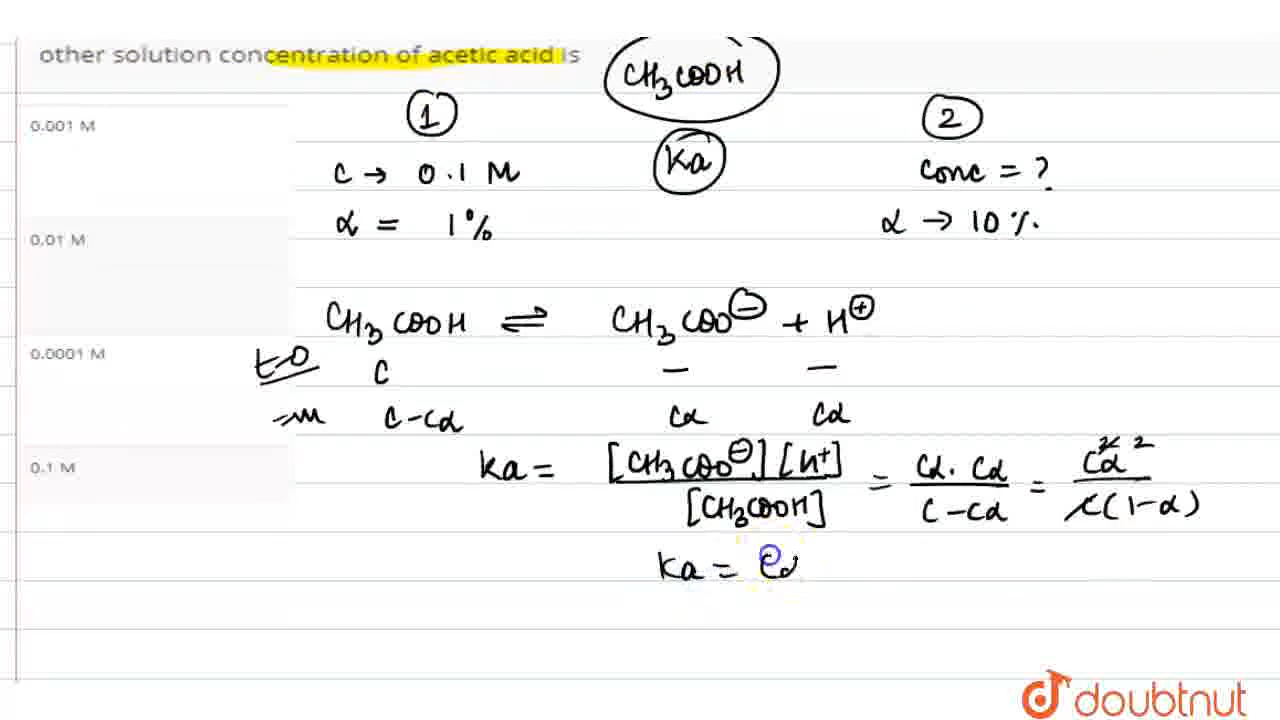 other solution concentration of acetic acid is
CH3COOH
1
2
0.001 M
C → 0.1 M
Ka
Conc = ?
α = 1%
α → 10%.
0.01 M
CH3COOH ⇌ CH3COO⊖ + H⊕
0.0001 M
t=0 C — —
C-Cα Cα Cα
0.1 M
Ka = [CH3COO⊖][H+] / [CH3COOH] = Cα. Cα / C-Cα = C²α² / C(1-α)
Ka = Cα
doubtnut